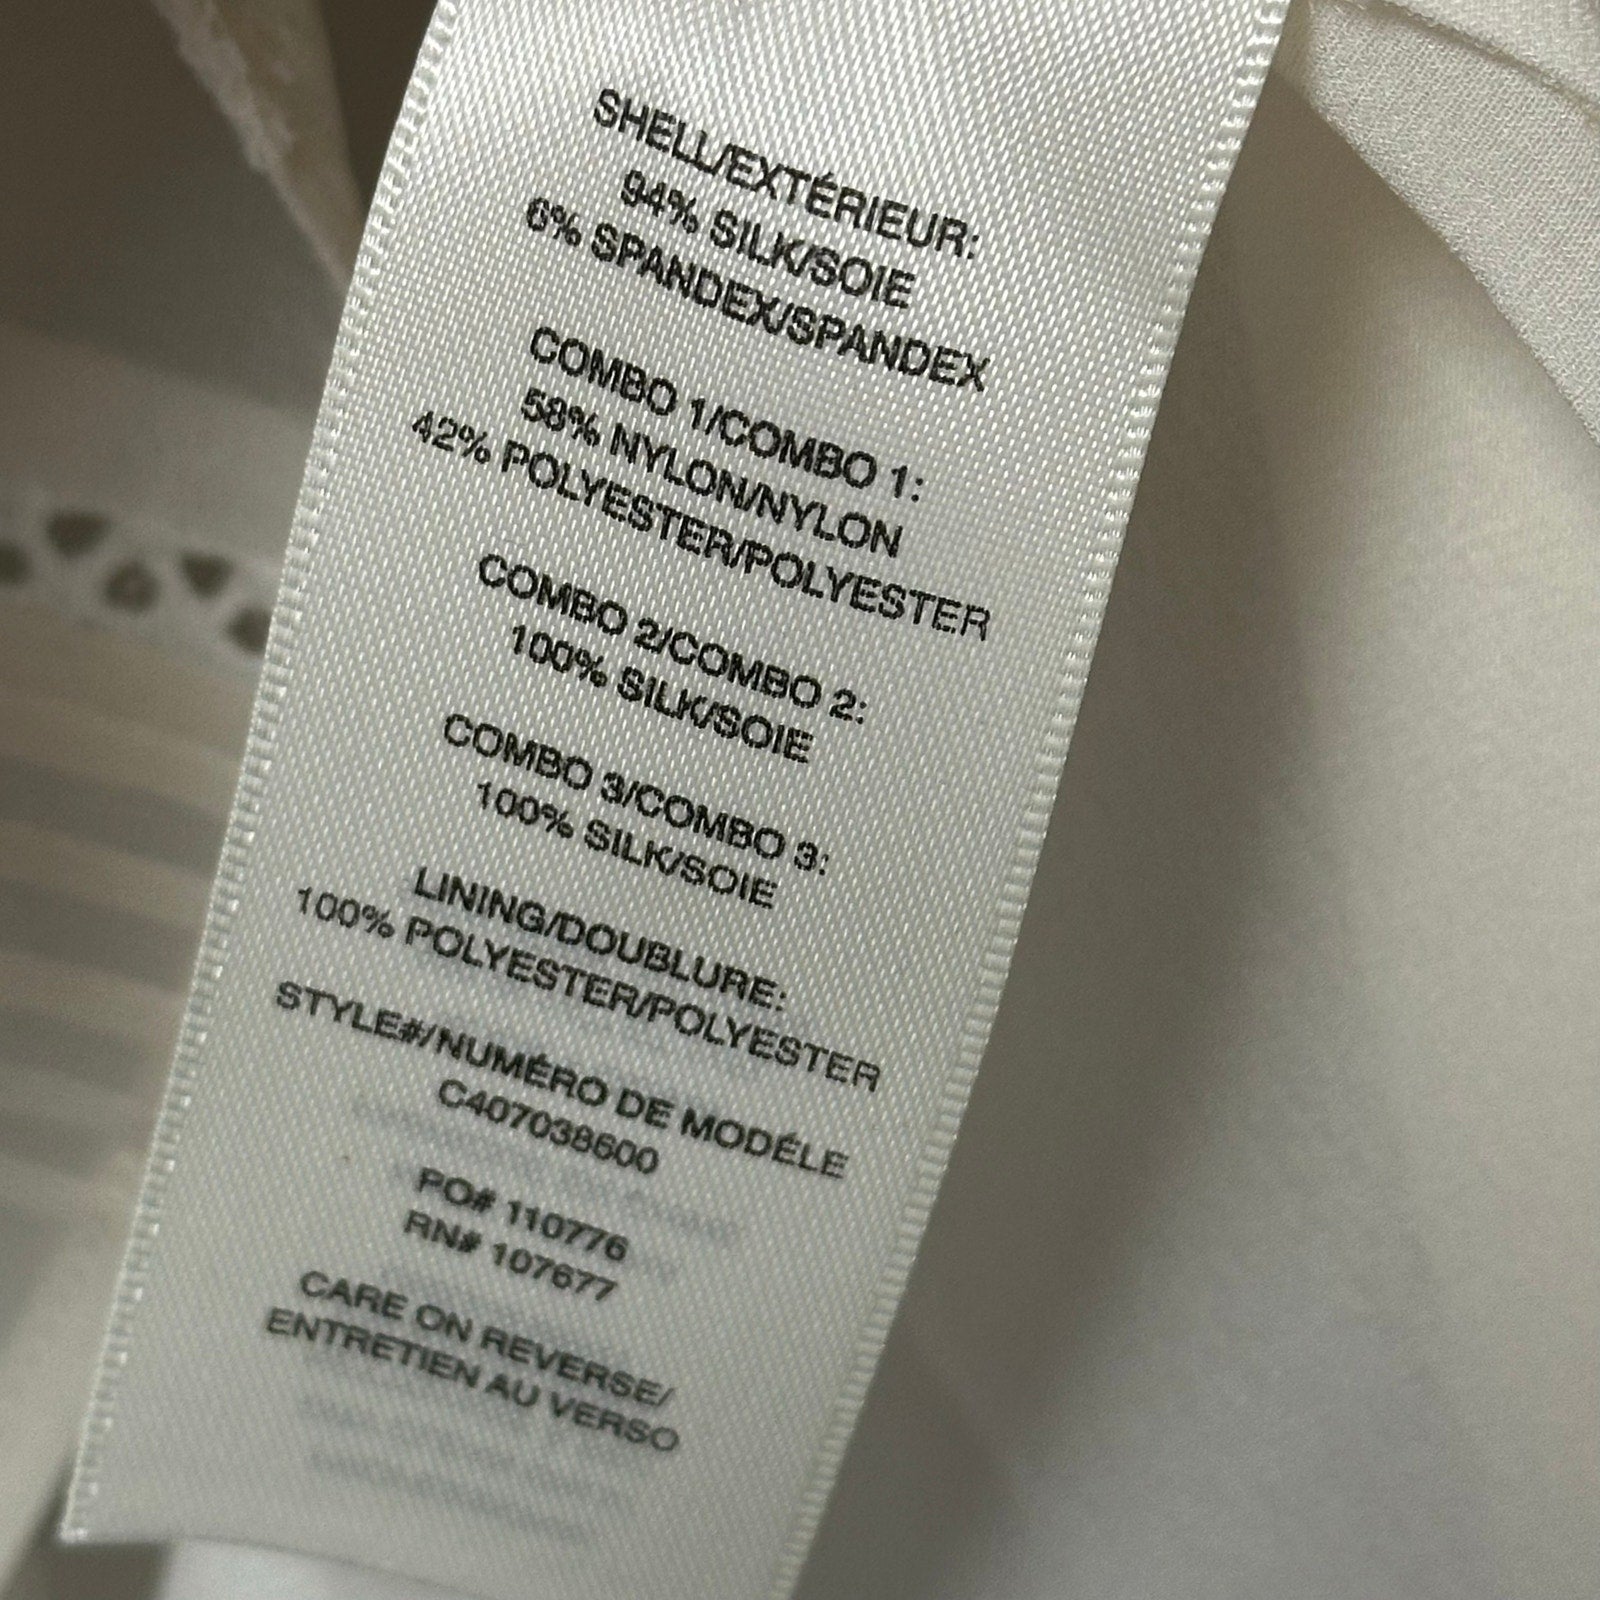 SHELL/EXTÉRIEUR:
94% SILK/SOIE
6% SPANDEX/SPANDEX
COMBO 1/COMBO 1:
58% NYLON/NYLON
42% POLYESTER/POLYESTER
COMBO 2/COMBO 2:
100% SILK/SOIE
COMBO 3/COMBO 3:
100% SILK/SOIE
LINING/DOUBLURE:
100% POLYESTER/POLYESTER
STYLE#/NUMÉRO DE MODÉLE
C407038600
PO# 110776
RN# 107677
CARE ON REVERSE/
ENTRETIEN AU VERSO